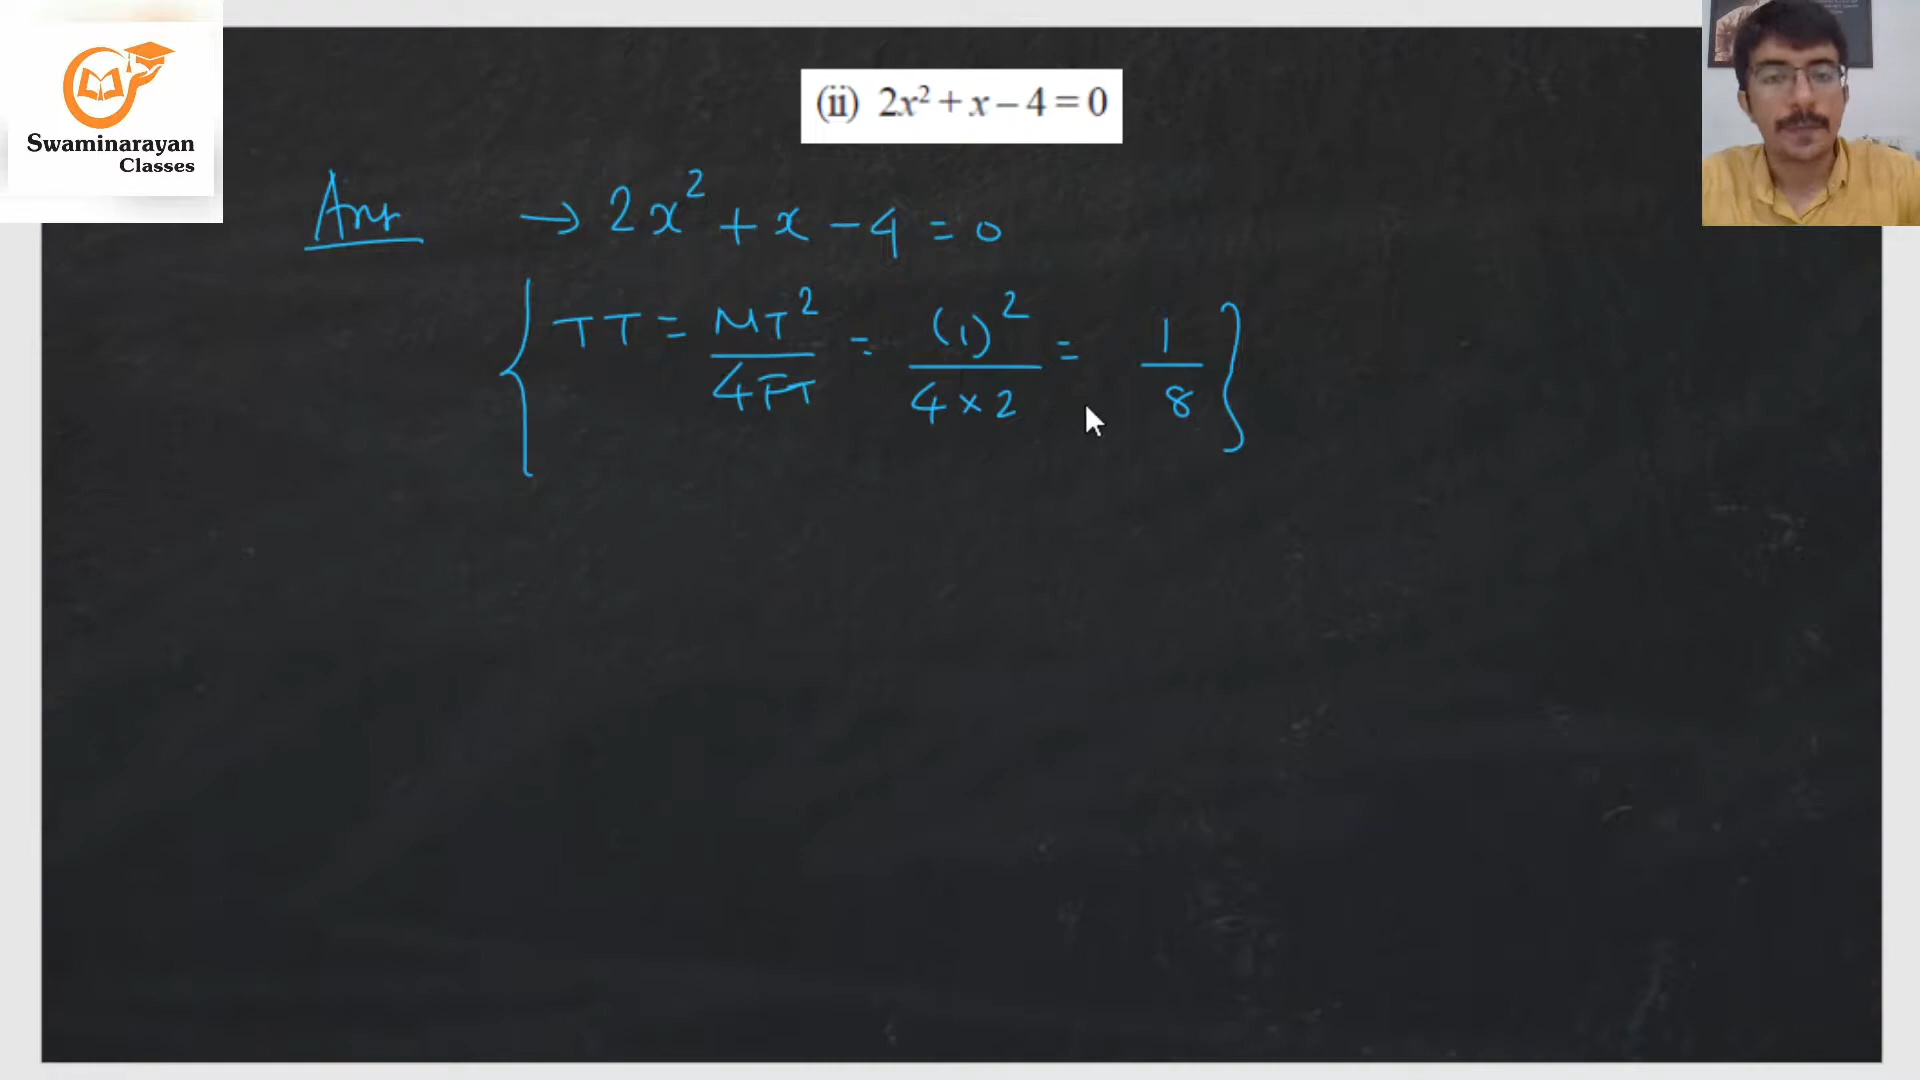 Swaminarayan
Classes
(ii) 2x² + x – 4 = 0
Ans → 2x² + x - 4 = 0
{ TT = MT² / 4FT = (1)² / 4 × 2 = 1 / 8 }